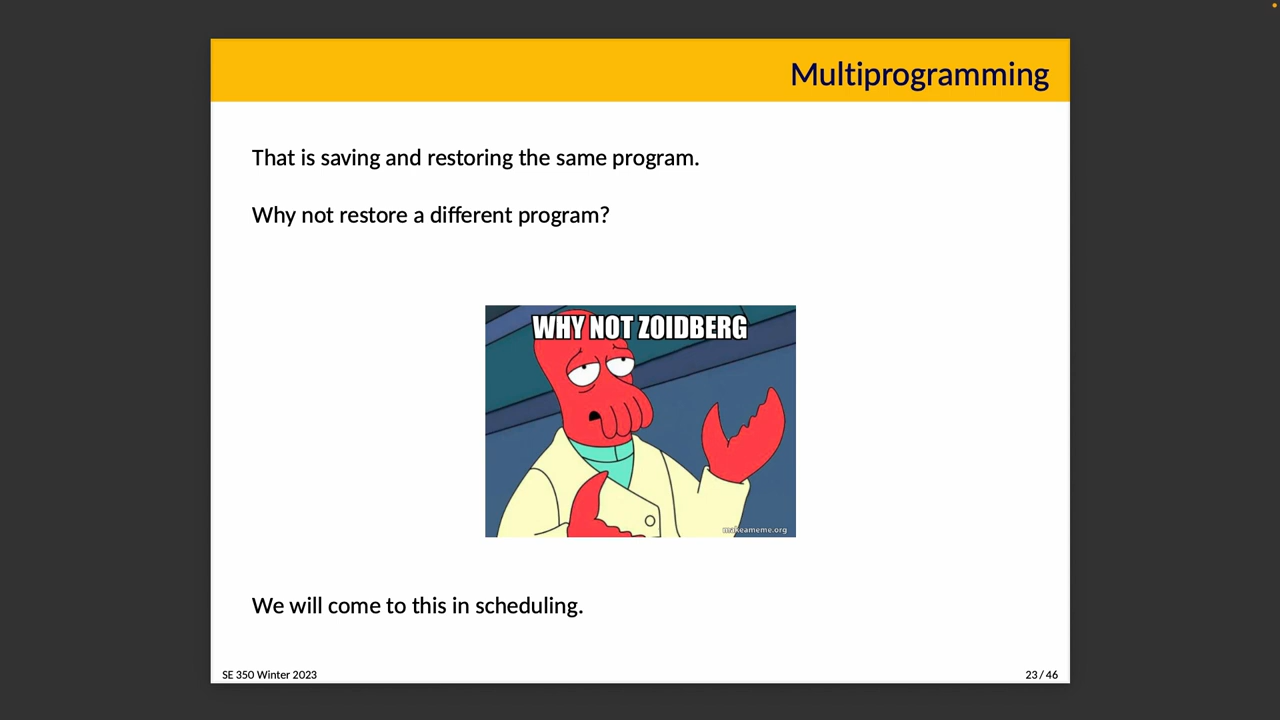 Multiprogramming
That is saving and restoring the same program.
Why not restore a different program?
WHY NOT ZOIDBERG
makeameme.org
We will come to this in scheduling.
SE 350 Winter 2023
23 / 46